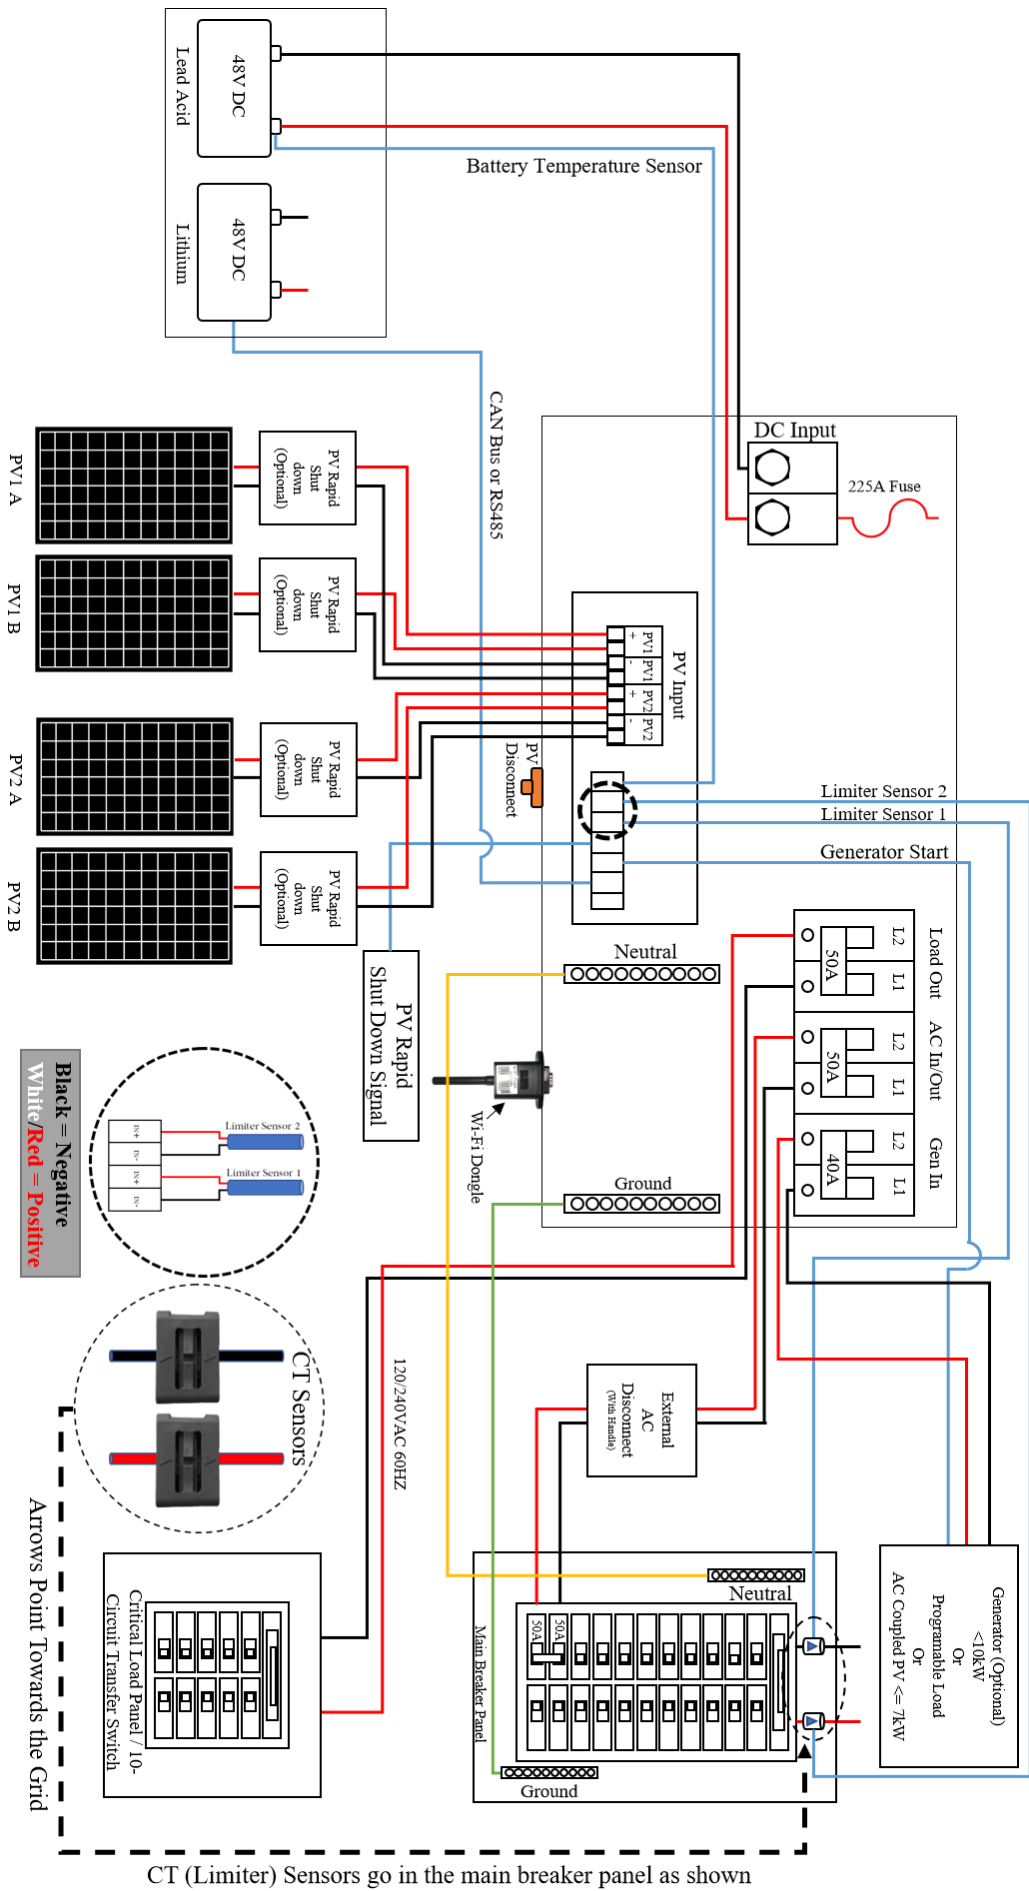 48V DC
Lead Acid
48V DC
Lithium
Battery Temperature Sensor
CAN Bus or RS485
DC Input
225A Fuse
PV1 A
PV Rapid
Shut
down
(Optional)
PV1 B
PV Rapid
Shut
down
(Optional)
PV2 A
PV Rapid
Shut
down
(Optional)
PV2 B
PV Rapid
Shut
down
(Optional)
PV Input
PV1
+
PV1
-
PV2
+
PV2
-
PV
Disconnect
Limiter Sensor 2
Limiter Sensor 1
Generator Start
Load Out
L2
L1
50A
AC In/Out
L2
L1
50A
Gen In
L2
L1
40A
Neutral
PV Rapid
Shut Down Signal
Wi-Fi Dongle
Ground
Black = Negative
White/Red = Positive
Limiter Sensor 2
Limiter Sensor 1
IN+
IN-
IN+
IN-
CT Sensors
120/240VAC 60HZ
External
AC
Disconnect
(With Handle)
Generator (Optional)
<10kW
Or
Programable Load
Or
AC Coupled PV <= 7kW
Neutral
50A
50A
Main Breaker Panel
Ground
Critical Load Panel / 10-
Circuit Transfer Switch
Arrows Point Towards the Grid
CT (Limiter) Sensors go in the main breaker panel as shown